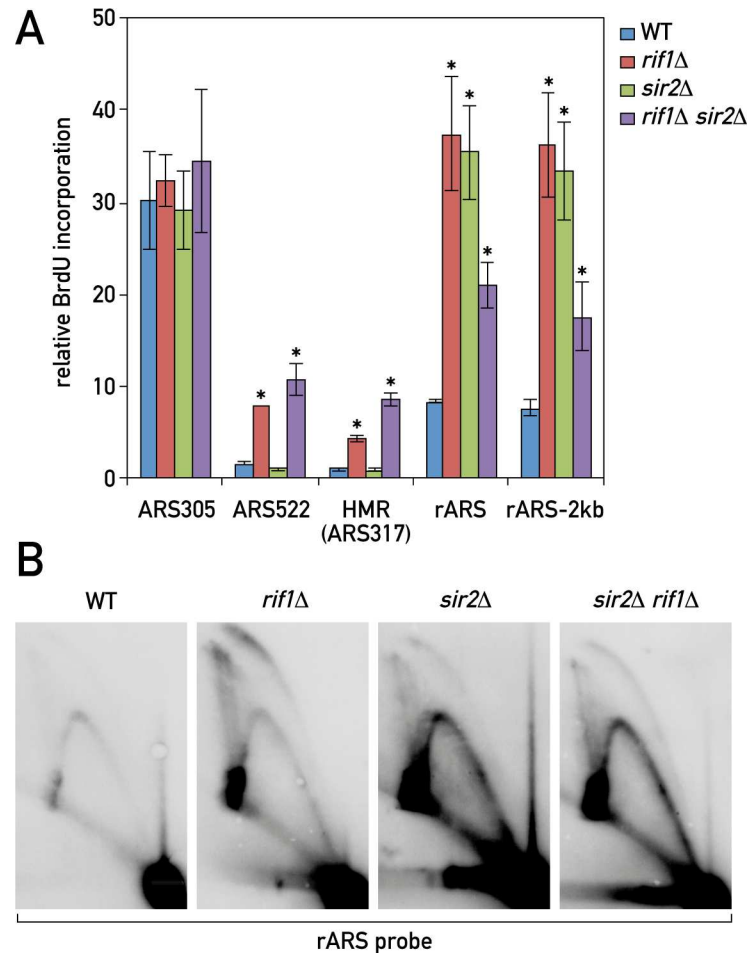 A
relative BrdU incorporation
50
40
30
20
10
0
* * * * * * * * * *
WT
rif1Δ
sir2Δ
rif1Δ sir2Δ
ARS305 ARS522 HMR rARS rARS-2kb
(ARS317)
B
WT rif1Δ sir2Δ sir2Δ rif1Δ
rARS probe